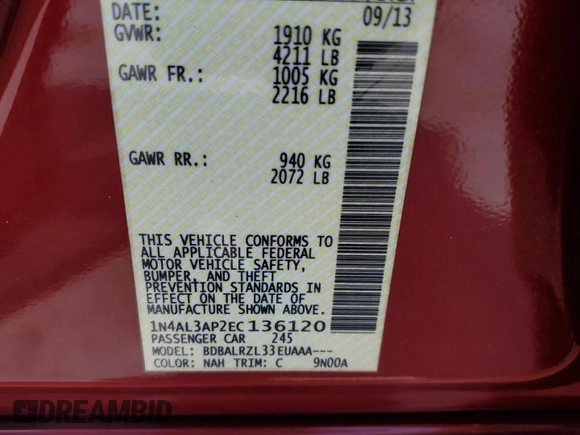 DATE: 09/13
GVWR: 1910 KG
4211 LB
GAWR FR.: 1005 KG
2216 LB
GAWR RR.: 940 KG
2072 LB
THIS VEHICLE CONFORMS TO
ALL APPLICABLE FEDERAL
MOTOR VEHICLE SAFETY,
BUMPER, AND THEFT
PREVENTION STANDARDS IN
EFFECT ON THE DATE OF
MANUFACTURE SHOWN ABOVE.
1N4AL3AP2EC136120
PASSENGER CAR 245
MODEL: BDBALRZL33EUAAA---
COLOR: NAH TRIM: C 9N00A
DREAMBID